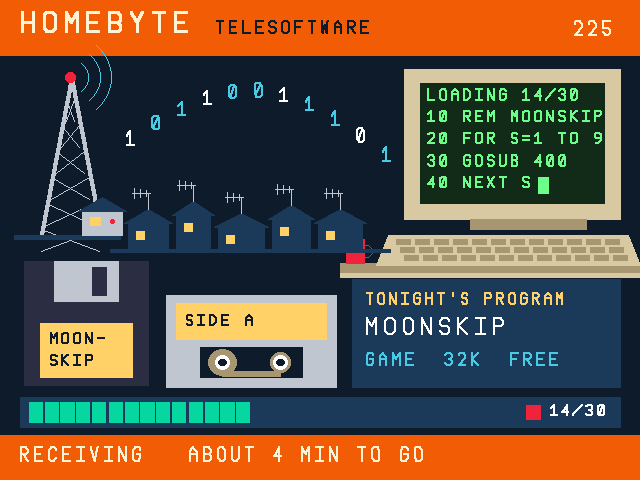 HOMEBYTE TELESOFTWARE 225
1 0 1 1 0 0 1 1 1 0 1
LOADING 14/30
10 REM MOONSKIP
20 FOR S=1 TO 9
30 GOSUB 400
40 NEXT S
MOON-
SKIP
SIDE A
TONIGHT'S PROGRAM
MOONSKIP
GAME 32K FREE
14/30
RECEIVING ABOUT 4 MIN TO GO